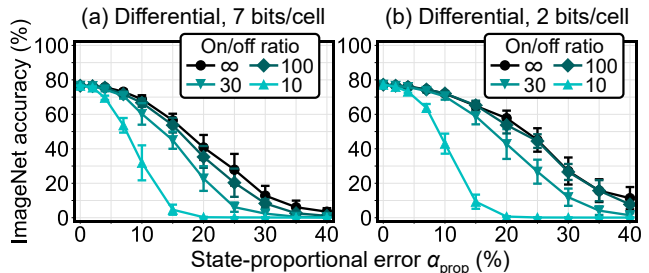 (a) Differential, 7 bits/cell
(b) Differential, 2 bits/cell
ImageNet accuracy (%)
100
80
60
40
20
0
On/off ratio
∞ 100
30 10
0 10 20 30 40
On/off ratio
∞ 100
30 10
0 10 20 30 40
State-proportional error αprop (%)